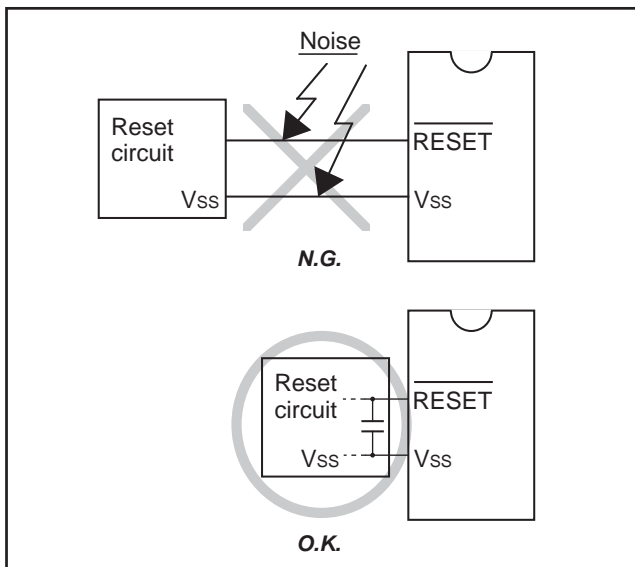 Noise
Reset
circuit
RESET
Vss
Vss
N.G.
Reset
circuit
RESET
Vss
Vss
O.K.